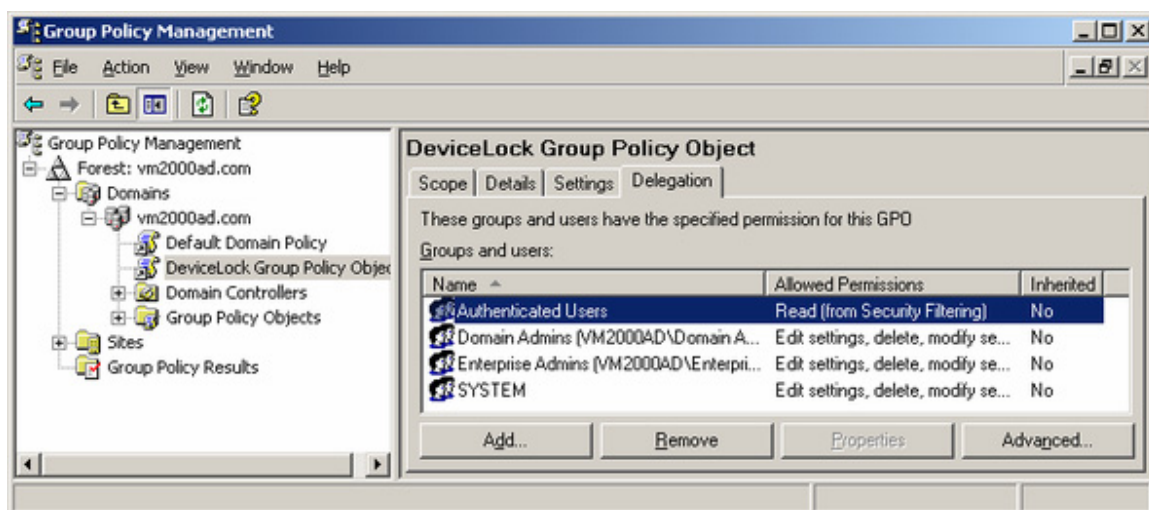 Group Policy Management
File Action View Window Help
Group Policy Management
Forest: vm2000ad.com
Domains
vm2000ad.com
Default Domain Policy
DeviceLock Group Policy Objec
Domain Controllers
Group Policy Objects
Sites
Group Policy Results
DeviceLock Group Policy Object
Scope Details Settings Delegation
These groups and users have the specified permission for this GPO
Groups and users:
Name Allowed Permissions Inherited
Authenticated Users Read (from Security Filtering) No
Domain Admins (VM2000AD\Domain A... Edit settings, delete, modify se... No
Enterprise Admins (VM2000AD\Enterpri... Edit settings, delete, modify se... No
SYSTEM Edit settings, delete, modify se... No
Add... Remove Properties Advanced...